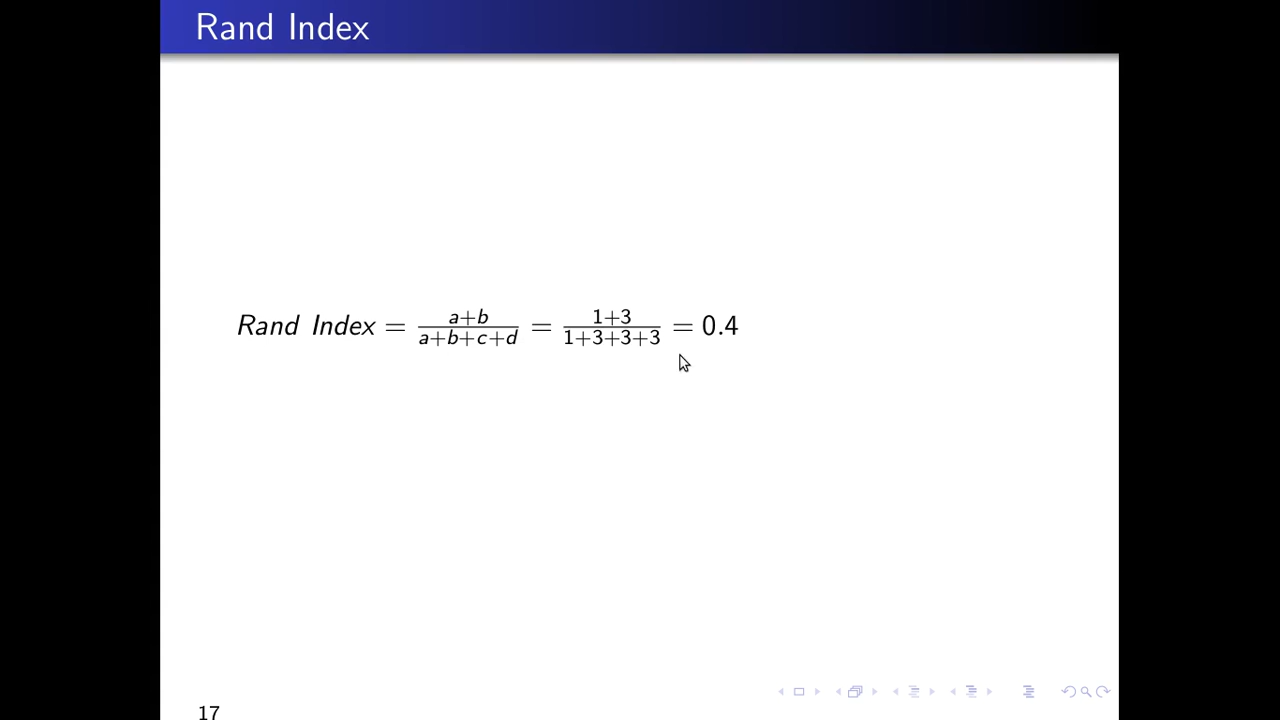 Rand Index
Rand Index = a+b / a+b+c+d = 1+3 / 1+3+3+3 = 0.4
17